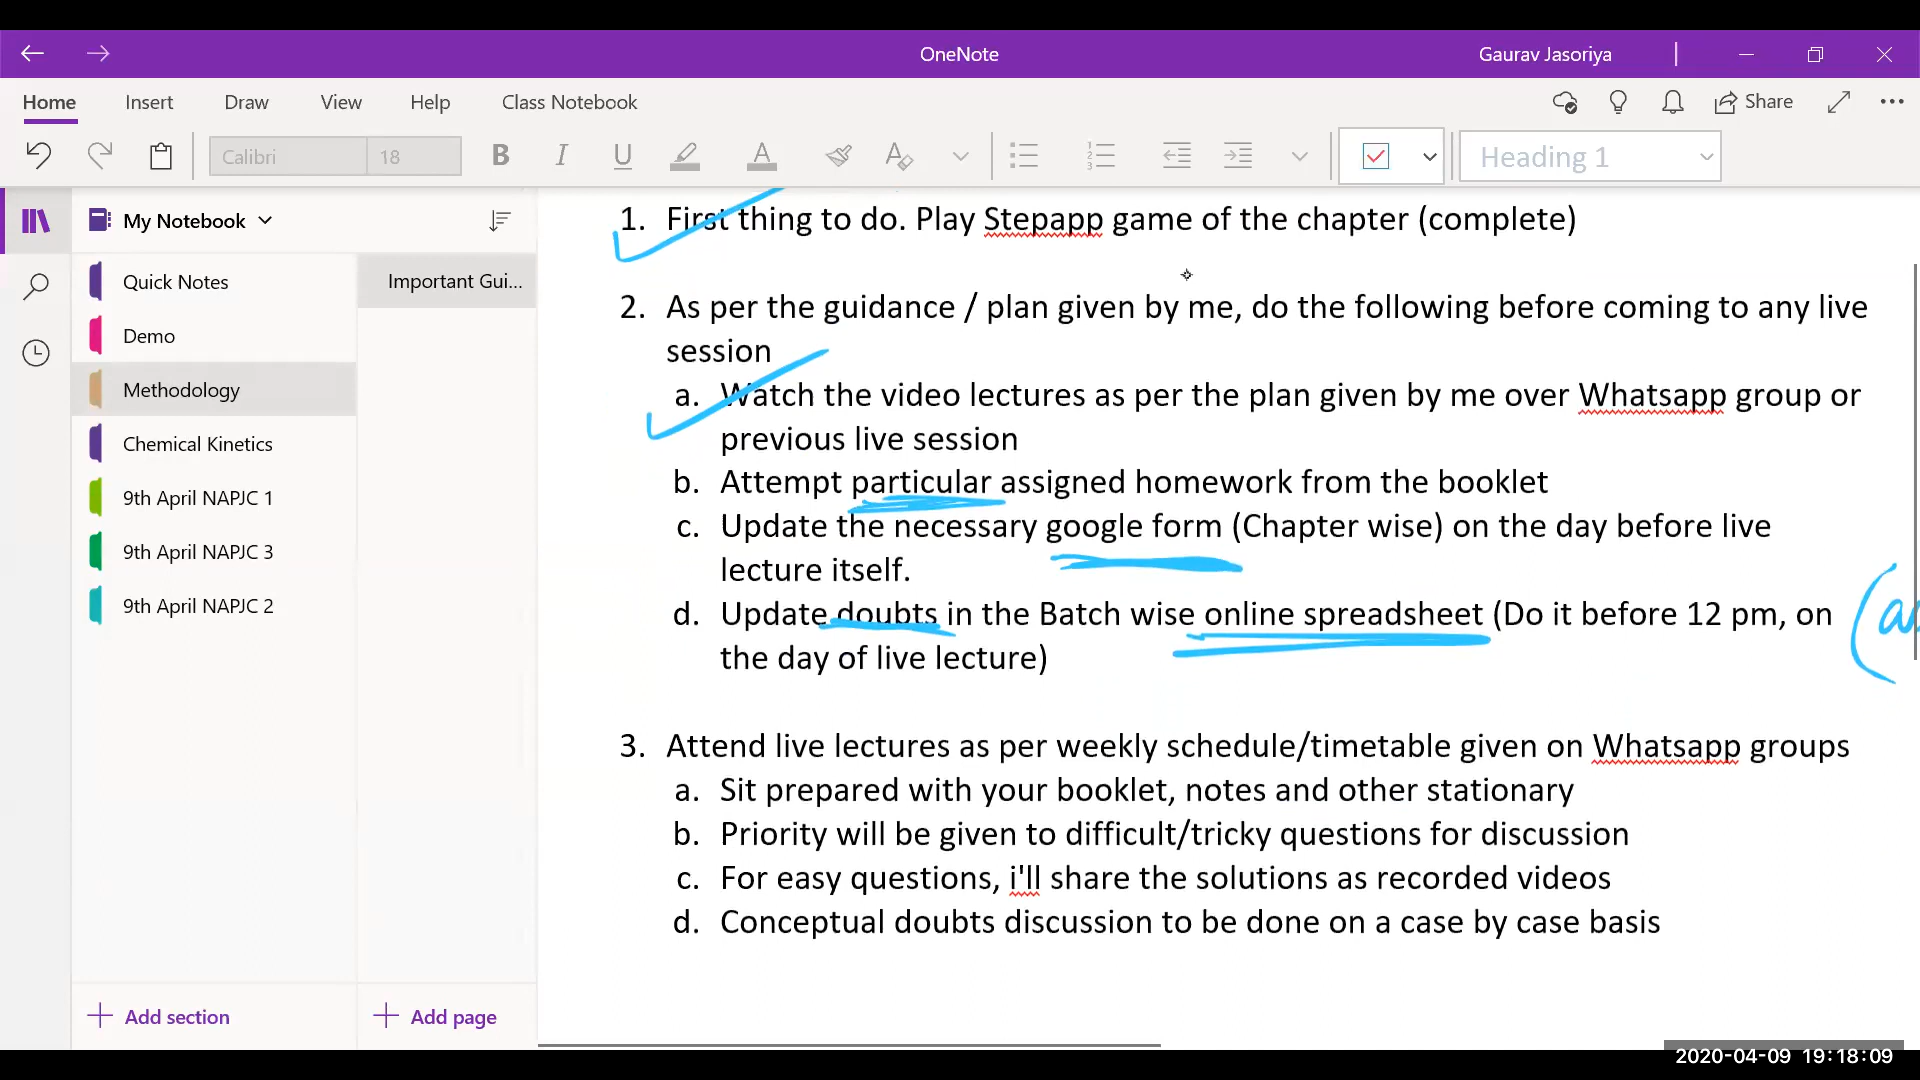 OneNote
Gaurav Jasoriya
Home Insert Draw View Help Class Notebook
Share
Calibri 18 B I U A A Heading 1
My Notebook
Quick Notes
Demo
Methodology
Chemical Kinetics
9th April NAPJC 1
9th April NAPJC 3
9th April NAPJC 2
Add section
Important Gui...
Add page
1. First thing to do. Play Stepapp game of the chapter (complete)
2. As per the guidance / plan given by me, do the following before coming to any live
session
a. Watch the video lectures as per the plan given by me over Whatsapp group or
previous live session
b. Attempt particular assigned homework from the booklet
c. Update the necessary google form (Chapter wise) on the day before live
lecture itself.
d. Update doubts in the Batch wise online spreadsheet (Do it before 12 pm, on
the day of live lecture)
3. Attend live lectures as per weekly schedule/timetable given on Whatsapp groups
a. Sit prepared with your booklet, notes and other stationary
b. Priority will be given to difficult/tricky questions for discussion
c. For easy questions, i'll share the solutions as recorded videos
d. Conceptual doubts discussion to be done on a case by case basis
2020-04-09 19:18:09